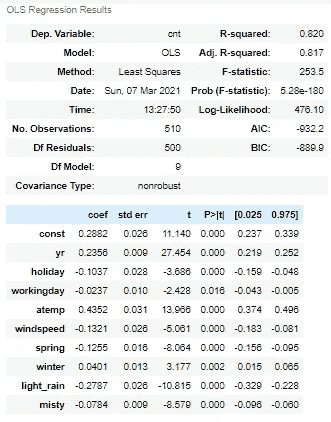 OLS Regression Results
Dep. Variable: cnt R-squared: 0.820
Model: OLS Adj. R-squared: 0.817
Method: Least Squares F-statistic: 253.5
Date: Sun, 07 Mar 2021 Prob (F-statistic): 5.28e-180
Time: 13:27:50 Log-Likelihood: 476.10
No. Observations: 510 AIC: -932.2
Df Residuals: 500 BIC: -889.9
Df Model: 9
Covariance Type: nonrobust
coef std err t P>|t| [0.025 0.975]
const 0.2882 0.026 11.140 0.000 0.237 0.339
yr 0.2356 0.009 27.454 0.000 0.219 0.252
holiday -0.1037 0.028 -3.686 0.000 -0.159 -0.048
workingday -0.0237 0.010 -2.428 0.016 -0.043 -0.005
atemp 0.4352 0.031 13.966 0.000 0.374 0.496
windspeed -0.1321 0.026 -5.061 0.000 -0.183 -0.081
spring -0.1255 0.016 -8.064 0.000 -0.156 -0.095
winter 0.0401 0.013 3.177 0.002 0.015 0.065
light_rain -0.2787 0.026 -10.815 0.000 -0.329 -0.228
misty -0.0784 0.009 -8.579 0.000 -0.096 -0.060